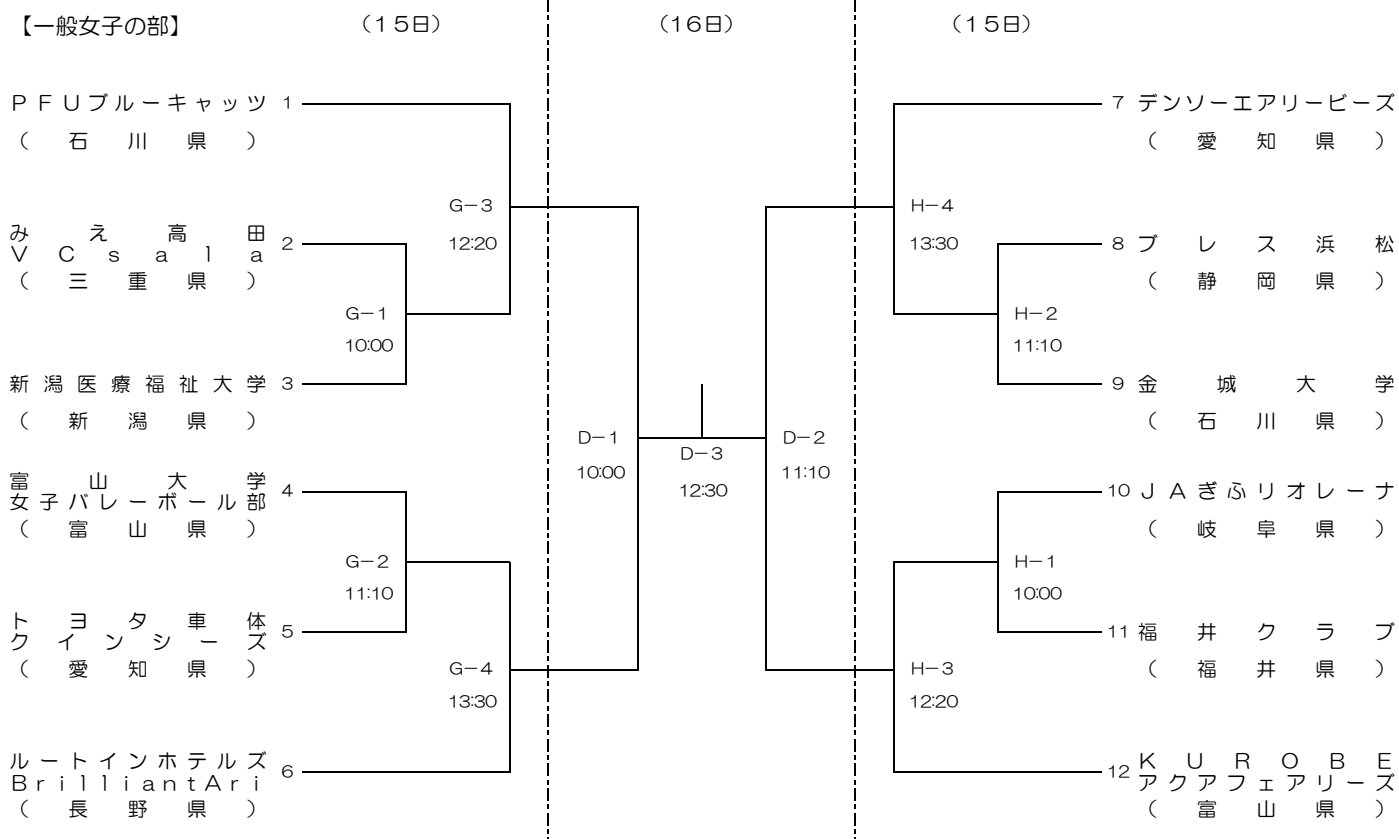 【一般女子の部】
（15日）
（16日）
（15日）
ＰＦＵブルーキャッツ 1
（石川県）
みえ高田
ＶＣｓａｌａ 2
（三重県）
新潟医療福祉大学 3
（新潟県）
富山大学
女子バレーボール部 4
（富山県）
トヨタ車体
クインシーズ 5
（愛知県）
ルートインホテルズ
ＢｒｉｌｌｉａｎｔＡｒｉ 6
（長野県）
G－3
12:20
G－1
10:00
G－2
11:10
G－4
13:30
D－1
10:00
D－3
12:30
D－2
11:10
H－4
13:30
H－2
11:10
H－1
10:00
H－3
12:20
7 デンソーエアリービーズ
（愛知県）
8 ブレス浜松
（静岡県）
9 金城大学
（石川県）
10 ＪＡぎふリオレーナ
（岐阜県）
11 福井クラブ
（福井県）
12 ＫＵＲＯＢＥ
アクアフェアリーズ
（富山県）